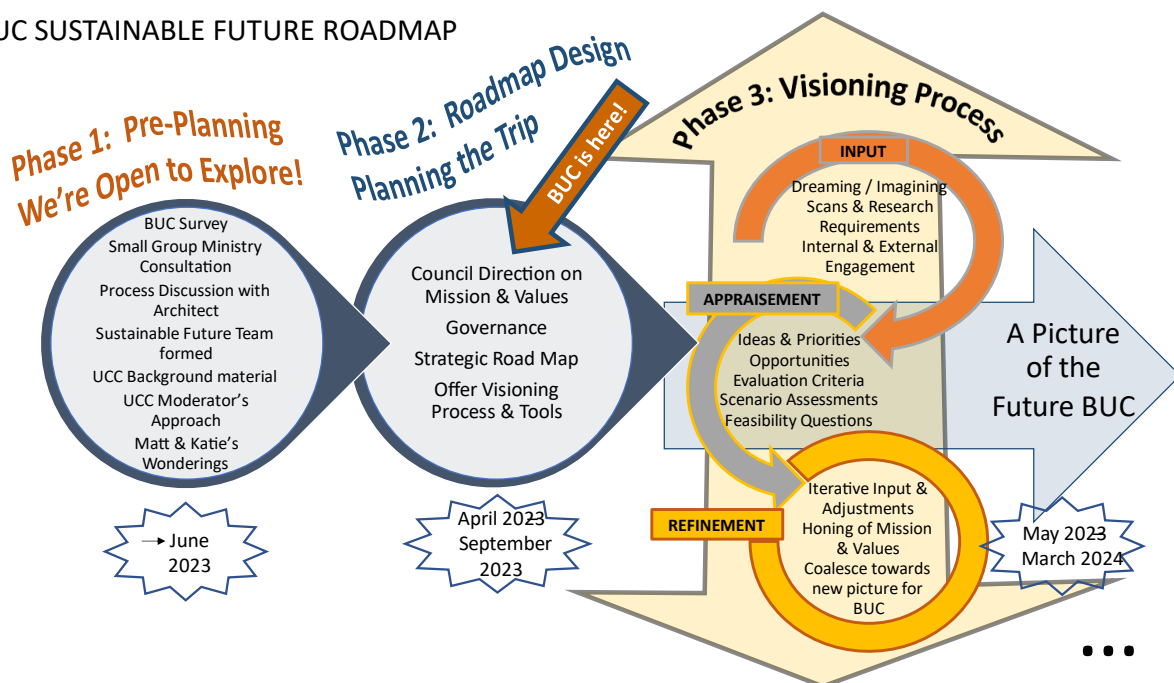 UC SUSTAINABLE FUTURE ROADMAP
Phase 1: Pre-Planning
We're Open to Explore!
BUC Survey
Small Group Ministry
Consultation
Process Discussion with
Architect
Sustainable Future Team
formed
UCC Background material
UCC Moderator's
Approach
Matt & Katie's
Wonderings
→ June
2023
Phase 2: Roadmap Design
Planning the Trip
BUC is here!
Council Direction on
Mission & Values
Governance
Strategic Road Map
Offer Visioning
Process & Tools
April 2023–
September
2023
Phase 3: Visioning Process
INPUT
Dreaming / Imagining
Scans & Research
Requirements
Internal & External
Engagement
APPRAISEMENT
Ideas & Priorities
Opportunities
Evaluation Criteria
Scenario Assessments
Feasibility Questions
REFINEMENT
Iterative Input &
Adjustments
Honing of Mission
& Values
Coalesce towards
new picture for
BUC
A Picture
of the
Future BUC
May 2023–
March 2024
...